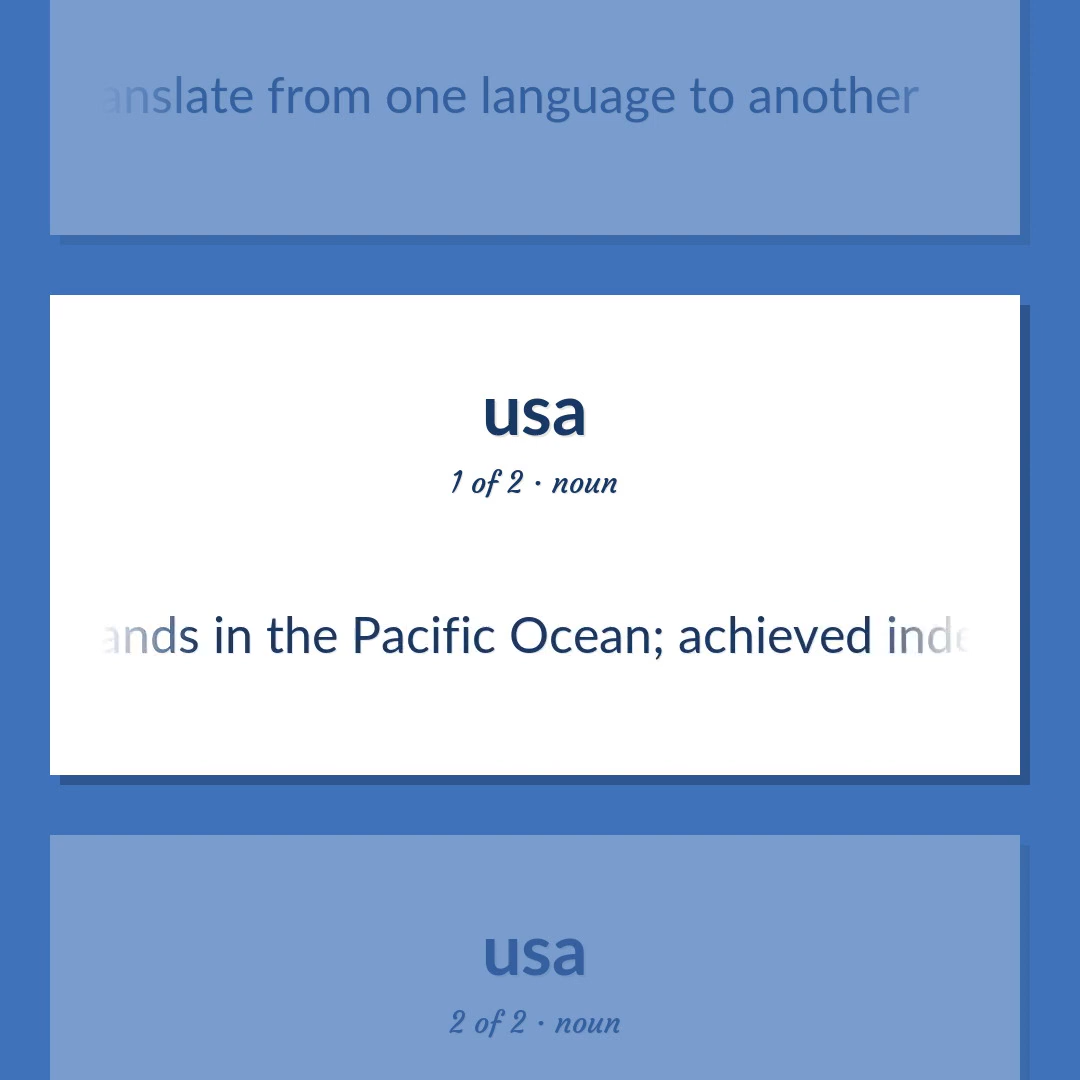 anslate from one language to another
usa
1 of 2 · noun
ands in the Pacific Ocean; achieved inde
usa
2 of 2 · noun